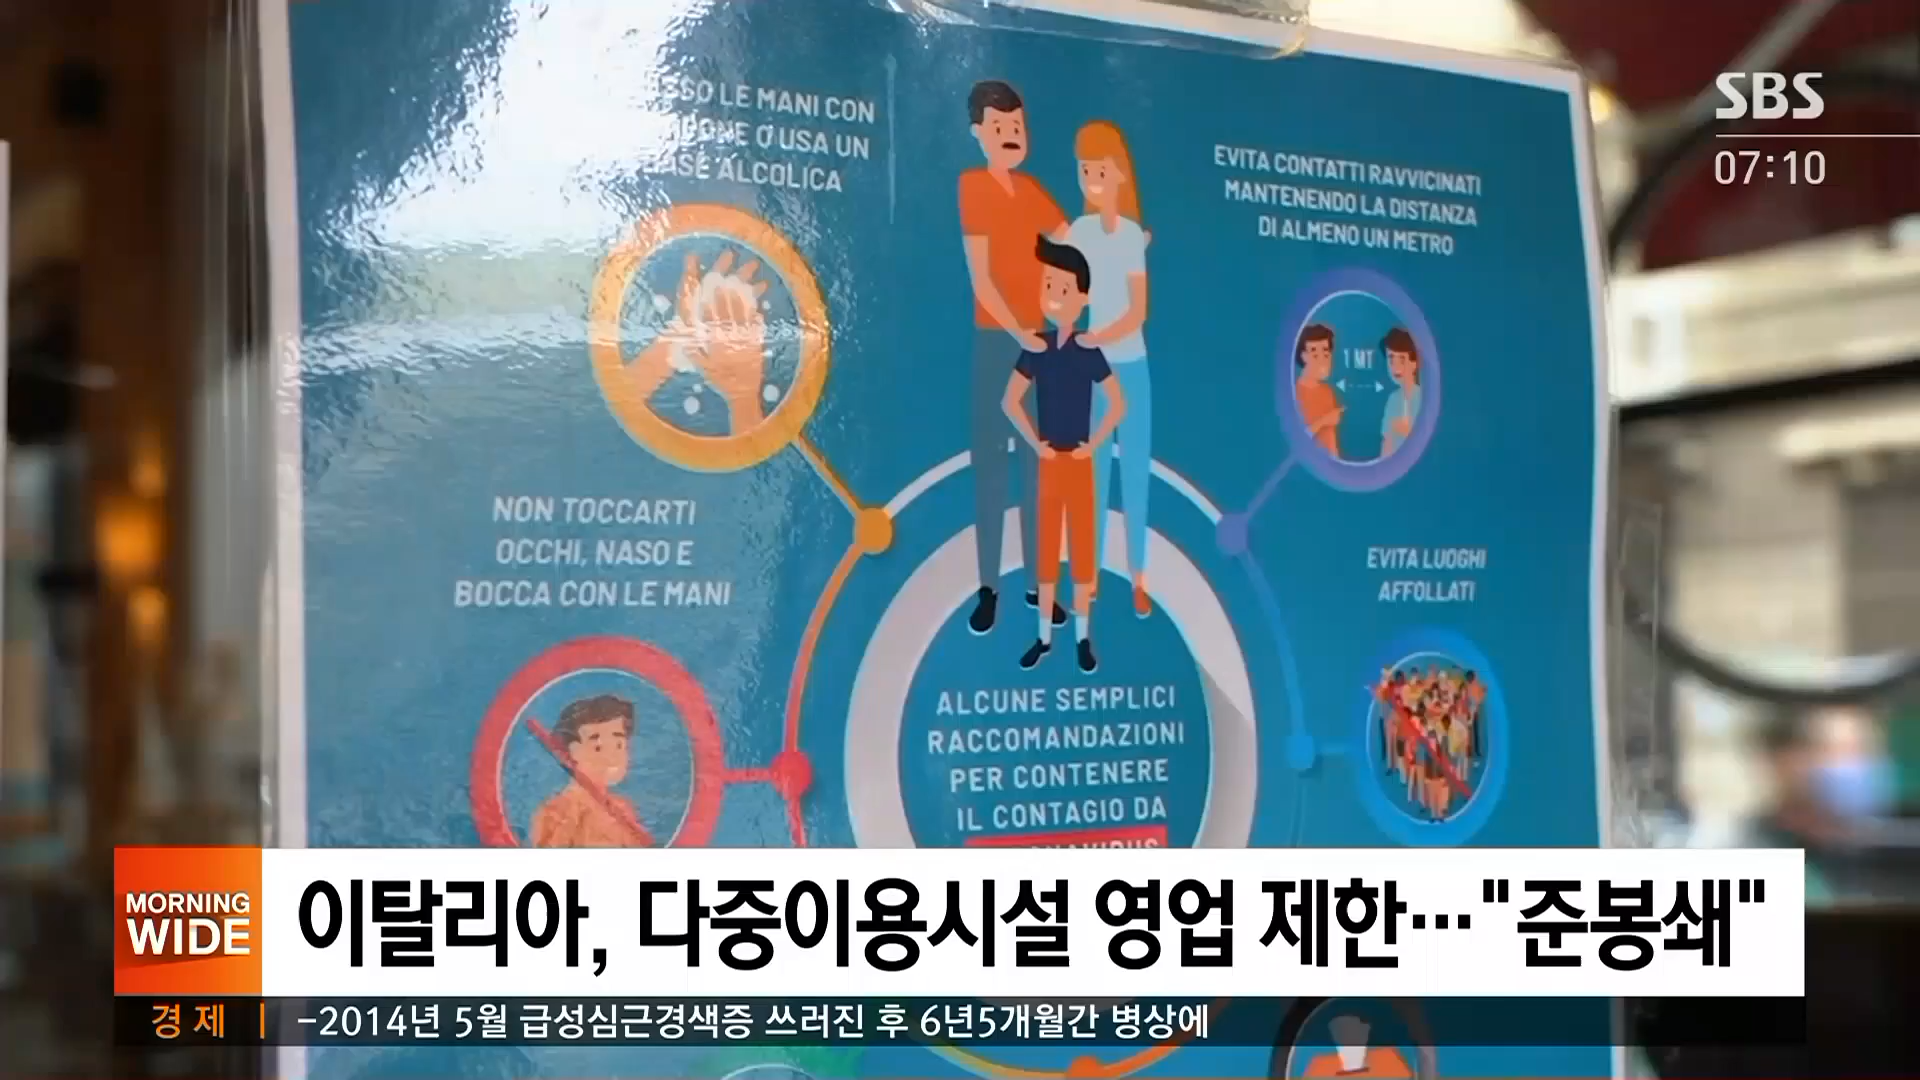 LE MANI CON
O USA UN
ALCOLICA
EVITA CONTATTI RAVVICINATI
MANTENENDO LA DISTANZA
DI ALMENO UN METRO
1 MT
NON TOCCARTI
OCCHI, NASO E
BOCCA CON LE MANI
EVITA LUOGHI
AFFOLLATI
ALCUNE SEMPLICI
RACCOMANDAZIONI
PER CONTENERE
IL CONTAGIO DA
SBS
07:10
MORNING
WIDE
이탈리아, 다중이용시설 영업 제한…"준봉쇄"
경제 | -2014년 5월 급성심근경색증 쓰러진 후 6년5개월간 병상에